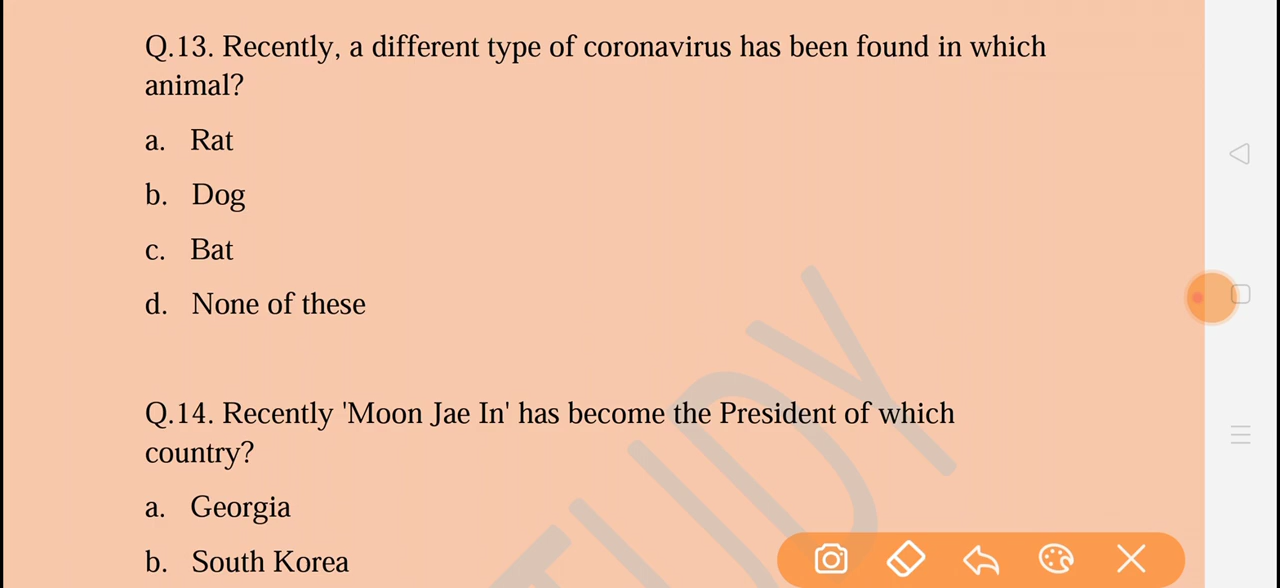 Q.13. Recently, a different type of coronavirus has been found in which
animal?
a. Rat
b. Dog
c. Bat
d. None of these
Q.14. Recently 'Moon Jae In' has become the President of which
country?
a. Georgia
b. South Korea
TUDY